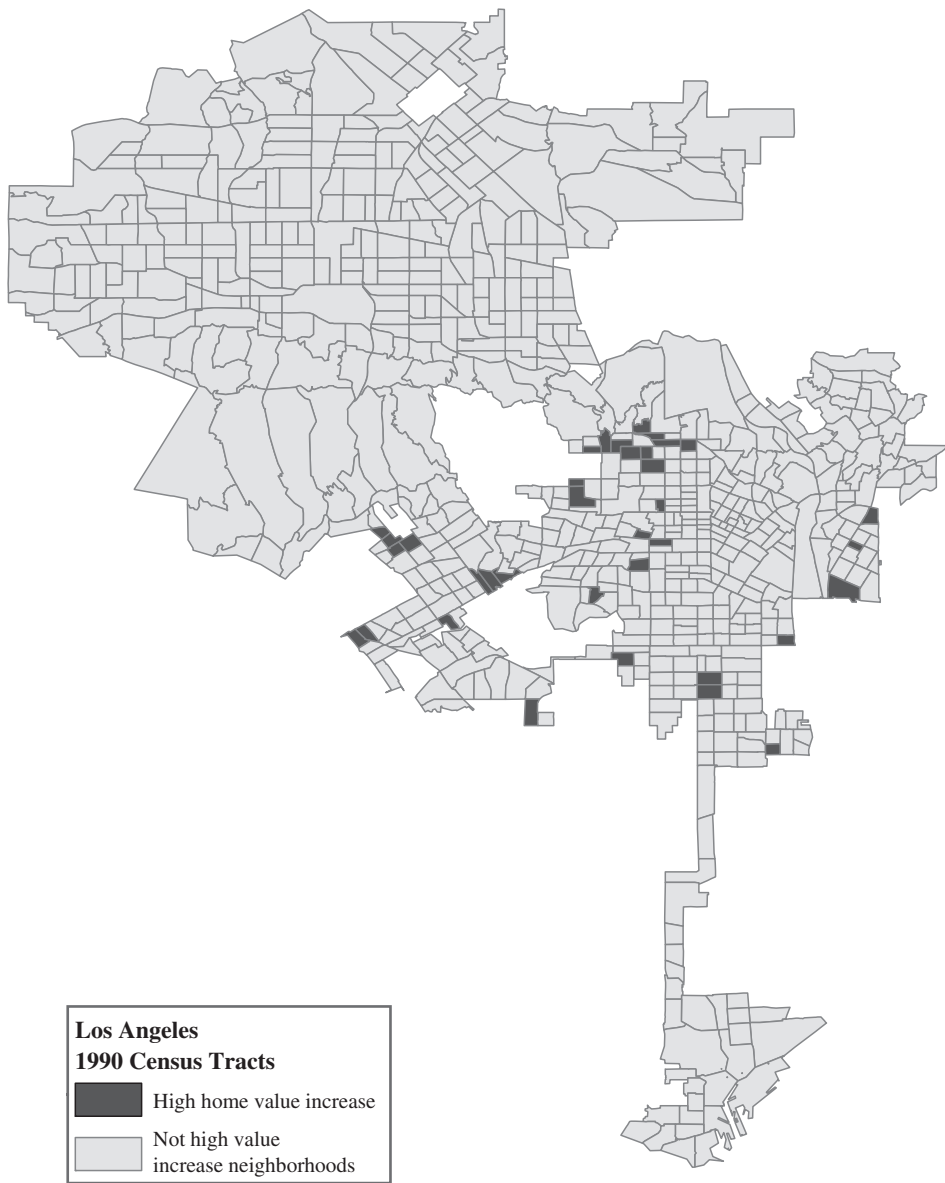 Los Angeles
1990 Census Tracts
High home value increase
Not high value
increase neighborhoods